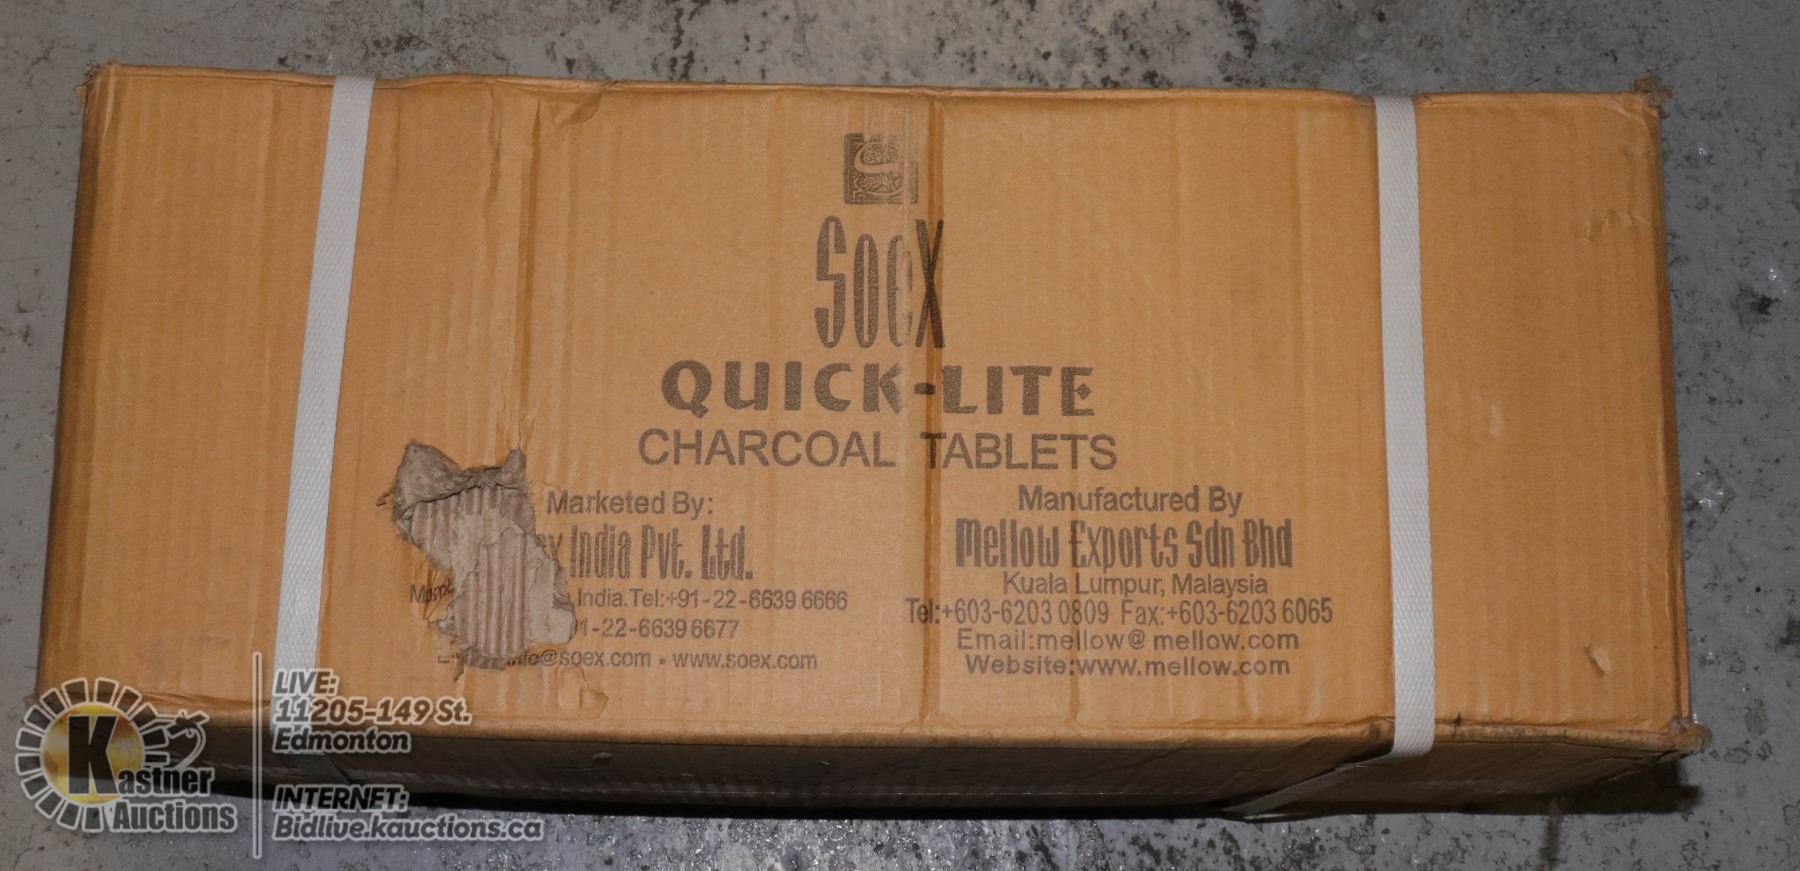 SoeX
QUICK-LITE
CHARCOAL TABLETS
Marketed By:
India Pvt. Ltd.
India.Tel:+91-22-6639 6666
1-22-6639 6677
@soex.com • www.soex.com
Manufactured By
Mellow Exports Sdn Bhd
Kuala Lumpur, Malaysia
Tel:+603-6203 0809 Fax:+603-6203 6065
Email:mellow@mellow.com
Website:www.mellow.com
Kastner
Auctions
LIVE:
11205-149 St.
Edmonton
INTERNET:
Bidlive.kauctions.ca